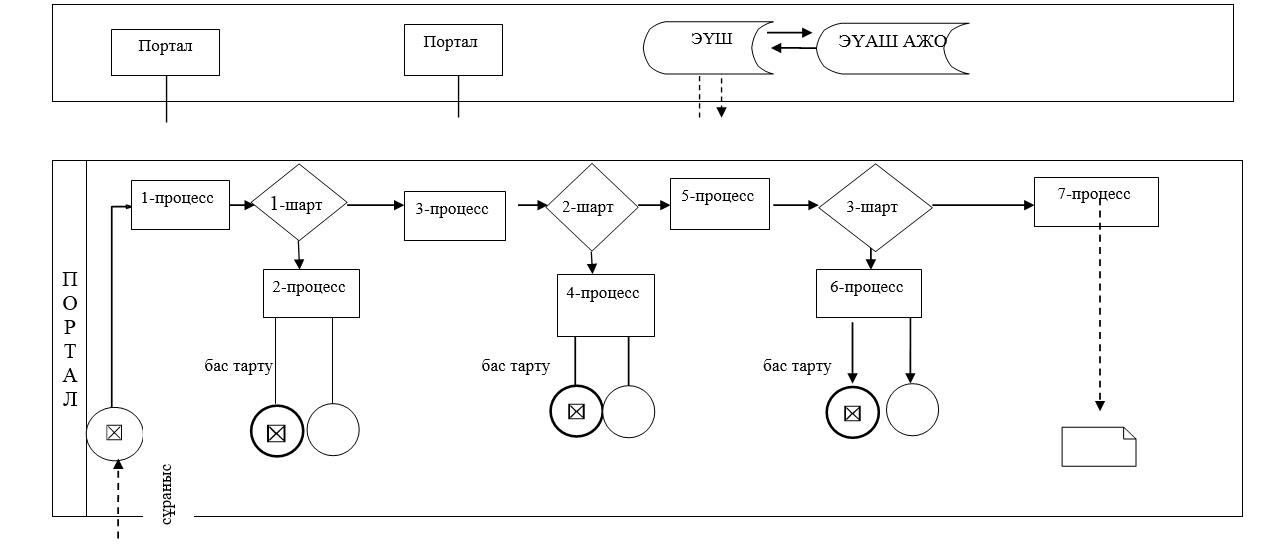 Портал
Портал
ЭҮШ
ЭҮАШ АЖО
ПОРТАЛ
1-процесс
1-шарт
3-процесс
2-шарт
5-процесс
3-шарт
7-процесс
2-процесс
4-процесс
6-процесс
бас тарту
бас тарту
бас тарту
сұраныс